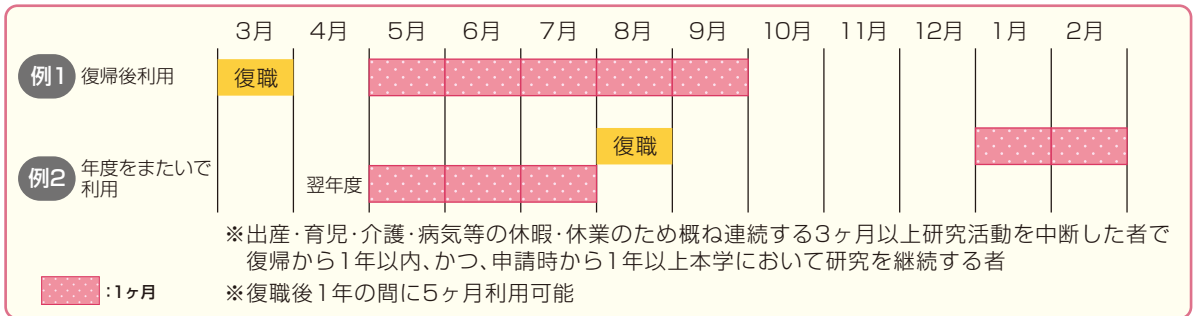 3月 4月 5月 6月 7月 8月 9月 10月 11月 12月 1月 2月
例1 復帰後利用 復職
復職
例2 年度をまたいで
利用
翌年度
※出産・育児・介護・病気等の休暇・休業のため概ね連続する3ヶ月以上研究活動を中断した者で
復帰から1年以内、かつ、申請時から1年以上本学において研究を継続する者
:1ヶ月 ※復職後1年の間に5ヶ月利用可能